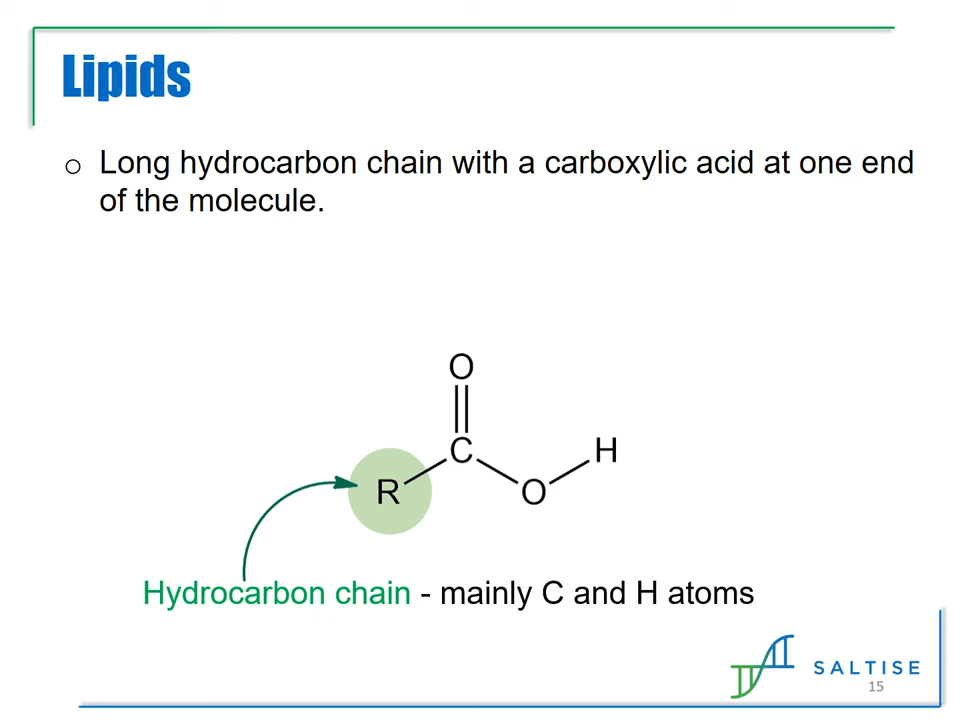 Lipids
○ Long hydrocarbon chain with a carboxylic acid at one end
of the molecule.
O
C
H
R
O
Hydrocarbon chain - mainly C and H atoms
SALTISE
15